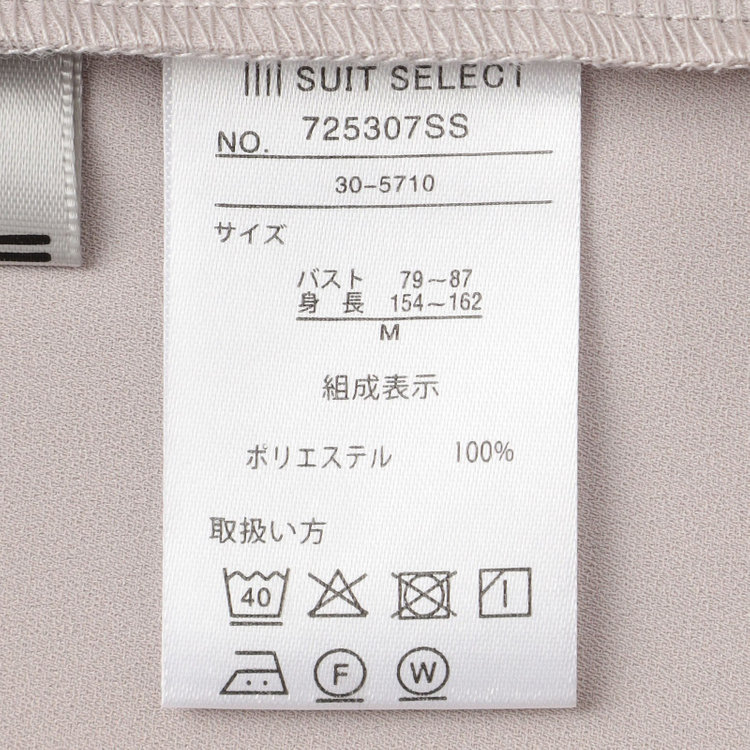 SUIT SELECT
NO. 725307SS
30-5710
サイズ
バスト 79～87
身長 154～162
M
組成表示
ポリエステル 100%
取扱い方
40
F W